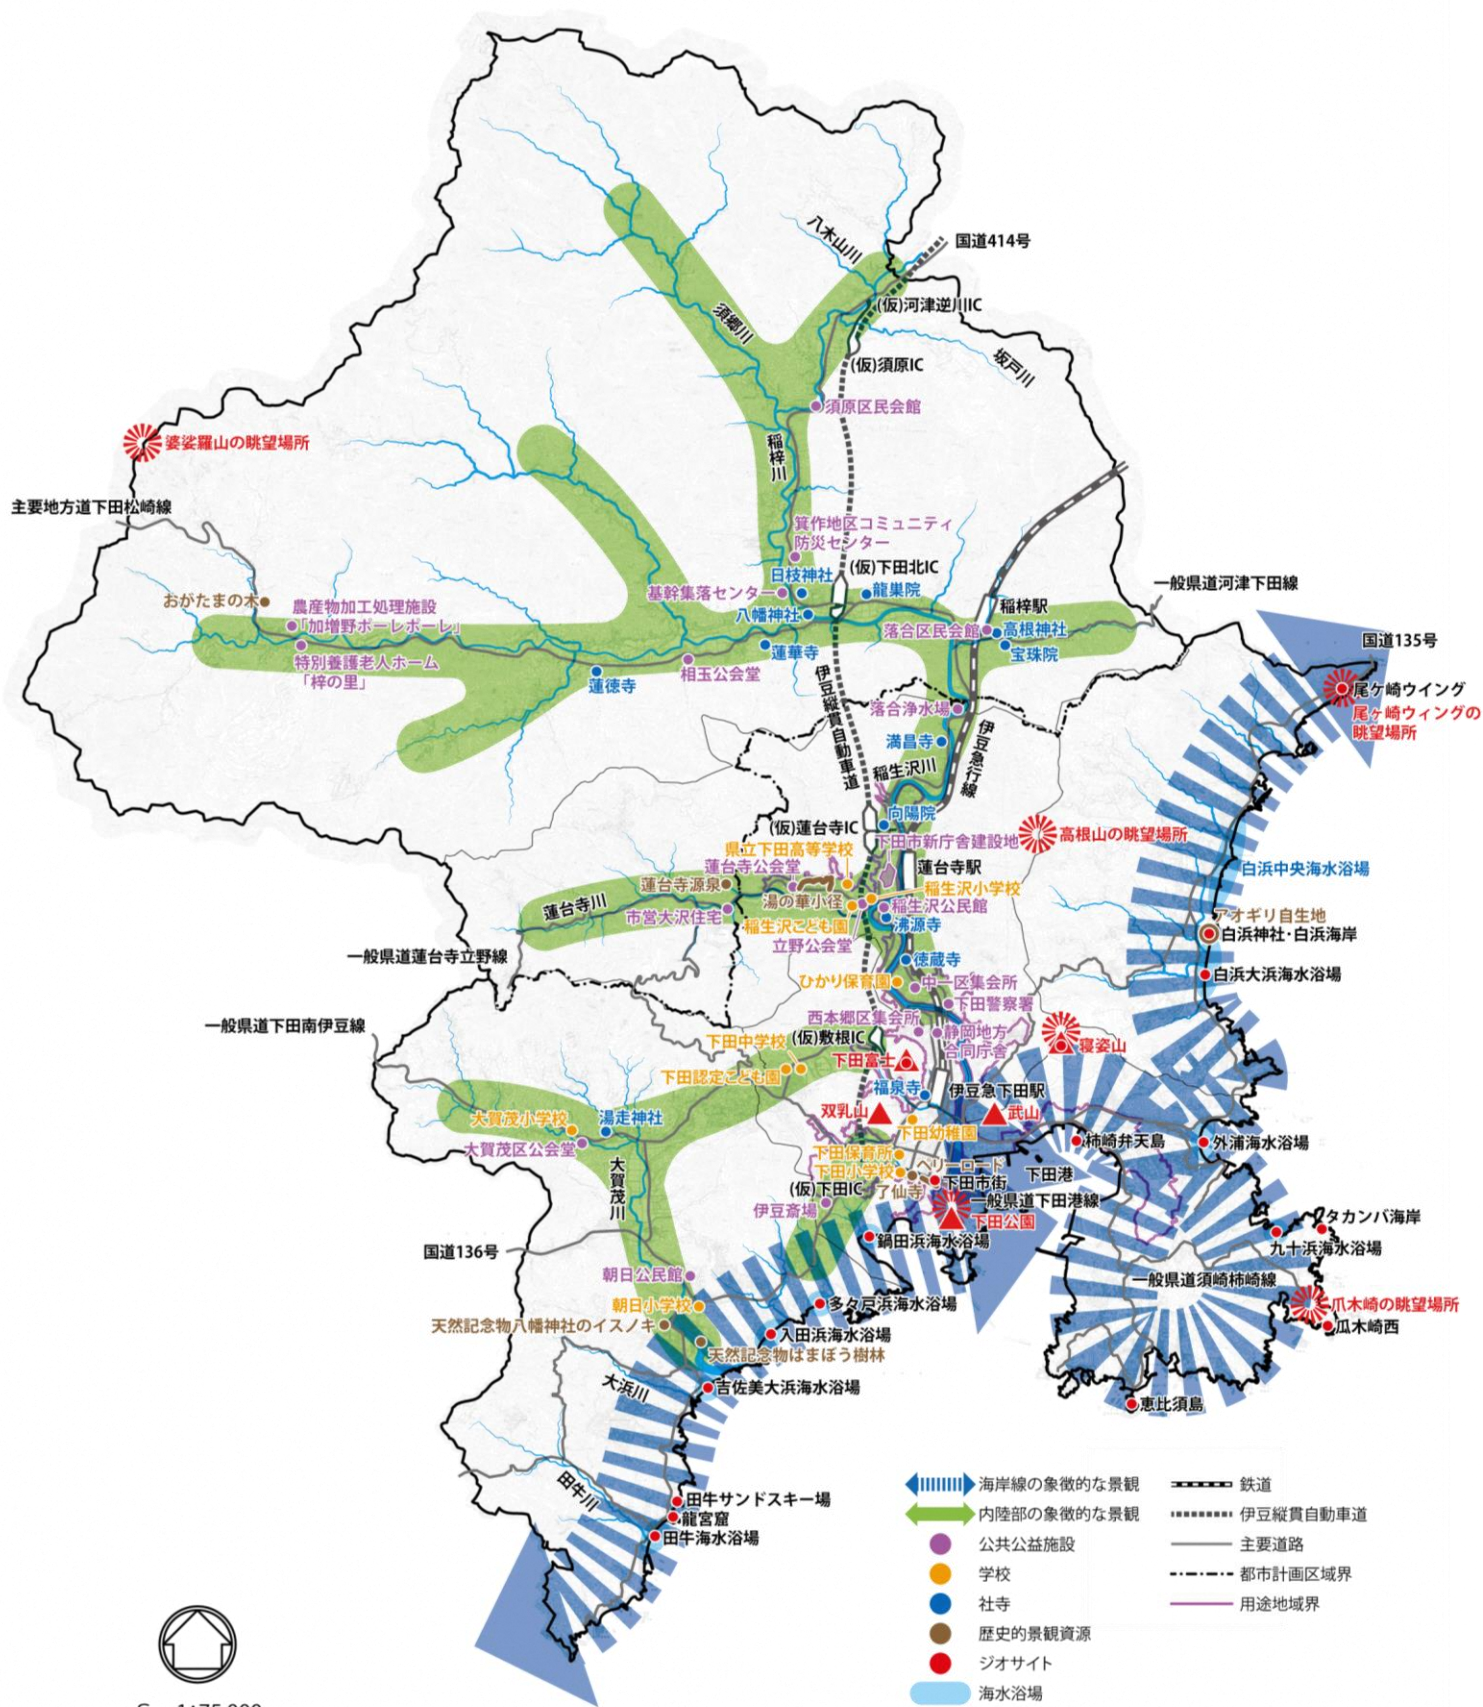 国道414号
八木山川
(仮)河津逆川IC
須郷川
坂戸川
(仮)須原IC
須原区民会館
婆娑羅山の眺望場所
稲梓川
主要地方道下田松崎線
箕作地区コミュニティ
防災センター
(仮)下田北IC
日枝神社
龍巣院
基幹集落センター
一般県道河津下田線
おがたまの木
農産物加工処理施設
「加増野ポーレポーレ」
八幡神社
稲梓駅
落合区民会館
高根神社
宝珠院
国道135号
蓮華寺
特別養護老人ホーム
「梓の里」
相玉公会堂
蓮徳寺
尾ケ崎ウイング
尾ヶ崎ウィングの
眺望場所
伊豆縦貫自動車道
落合浄水場
満昌寺
伊豆急行線
稲生沢川
向陽院
(仮)蓮台寺IC
下田市新庁舎建設地
高根山の眺望場所
県立下田高等学校
蓮台寺公会堂
蓮台寺駅
白浜中央海水浴場
蓮台寺源泉
稲生沢小学校
湯の華小径
稲生沢公民館
蓮台寺川
市営大沢住宅
稲生沢こども園
沸源寺
アオギリ自生地
白浜神社・白浜海岸
立野公会堂
一般県道蓮台寺立野線
徳蔵寺
白浜大浜海水浴場
ひかり保育園
中一区集会所
下田警察署
西本郷区集会所
一般県道下田南伊豆線
静岡地方
合同庁舎
下田中学校
(仮)敷根IC
寝姿山
下田富士
下田認定こども園
福泉寺
伊豆急下田駅
双乳山
武山
大賀茂小学校
湯走神社
下田幼稚園
柿崎弁天島
外浦海水浴場
大賀茂区公会堂
下田保育所
ペリーロード
下田小学校
下田港
大賀茂川
(仮)下田IC
了仙寺
下田市街
伊豆斎場
一般県道下田港線
下田公園
タカンバ海岸
国道136号
鍋田浜海水浴場
九十浜海水浴場
朝日公民館
一般県道須崎柿崎線
朝日小学校
多々戸浜海水浴場
爪木崎の眺望場所
天然記念物八幡神社のイスノキ
入田浜海水浴場
瓜木崎西
天然記念物はまぼう樹林
大浜川
吉佐美大浜海水浴場
恵比須島
田牛川
田牛サンドスキー場
龍宮窟
田牛海水浴場
海岸線の象徴的な景観
鉄道
内陸部の象徴的な景観
伊豆縦貫自動車道
公共公益施設
主要道路
学校
都市計画区域界
社寺
用途地域界
歴史的景観資源
ジオサイト
海水浴場